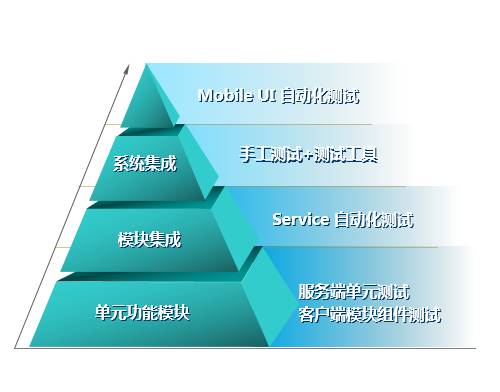 Mobile UI 自动化测试
系统集成
手工测试+测试工具
模块集成
Service 自动化测试
单元功能模块
服务端单元测试
客户端模块组件测试